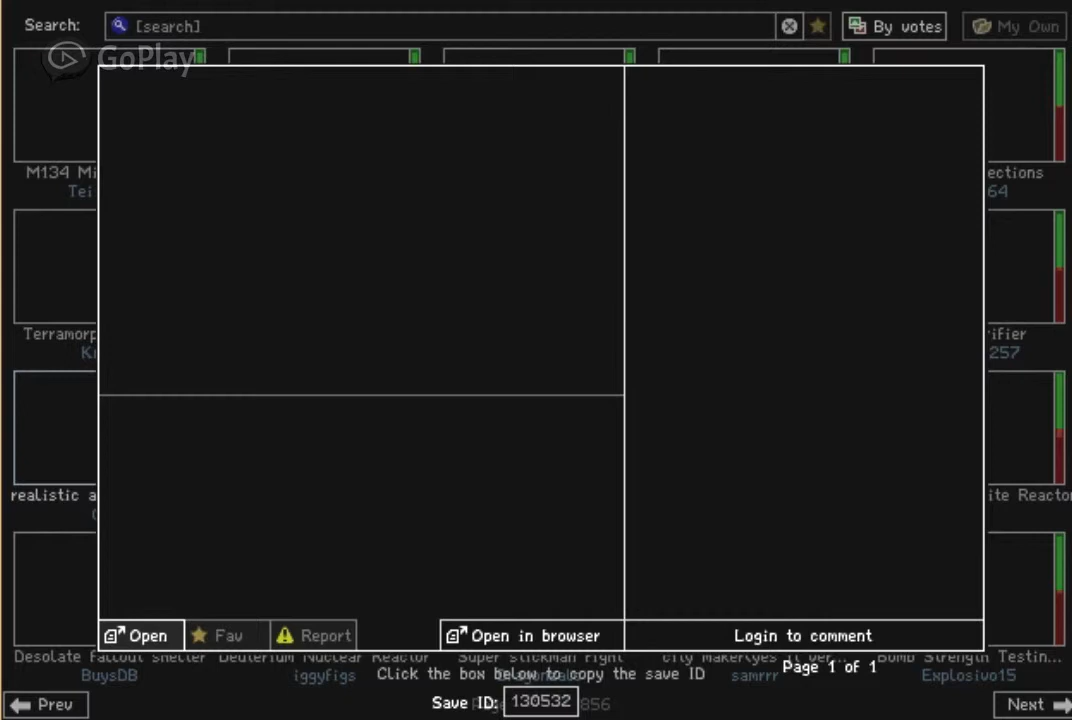 Search: [search] By votes My Own
GoPlay
M134 Mi ections
Tei 64
Terramorp ifier
257
realistic a ite Reacto
Open Fav Report Open in browser Login to comment
Desolate fallout shelter Deuterium Nuclear Reactor Super stickman fight city maker Bomb Strength Testin...
Page 1 of 1
BuysDB iggyfigs Click the box below to copy the save ID samrrr Explosivo15
Prev Save ID: 130532 856 Next